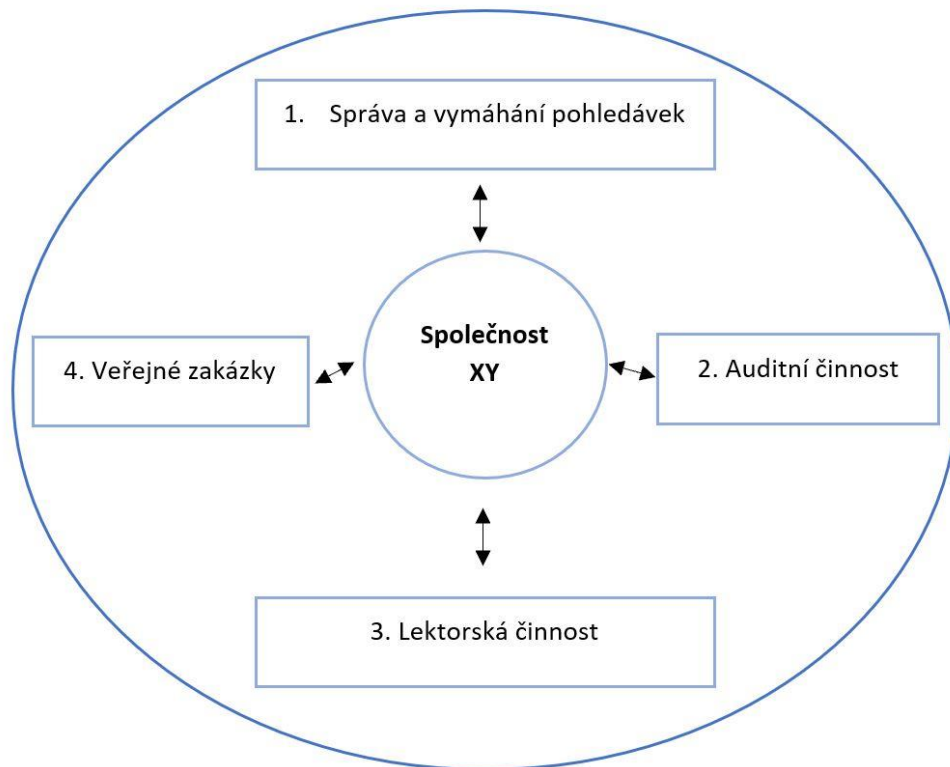 1. Správa a vymáhání pohledávek
Společnost
XY
4. Veřejné zakázky
2. Auditní činnost
3. Lektorská činnost